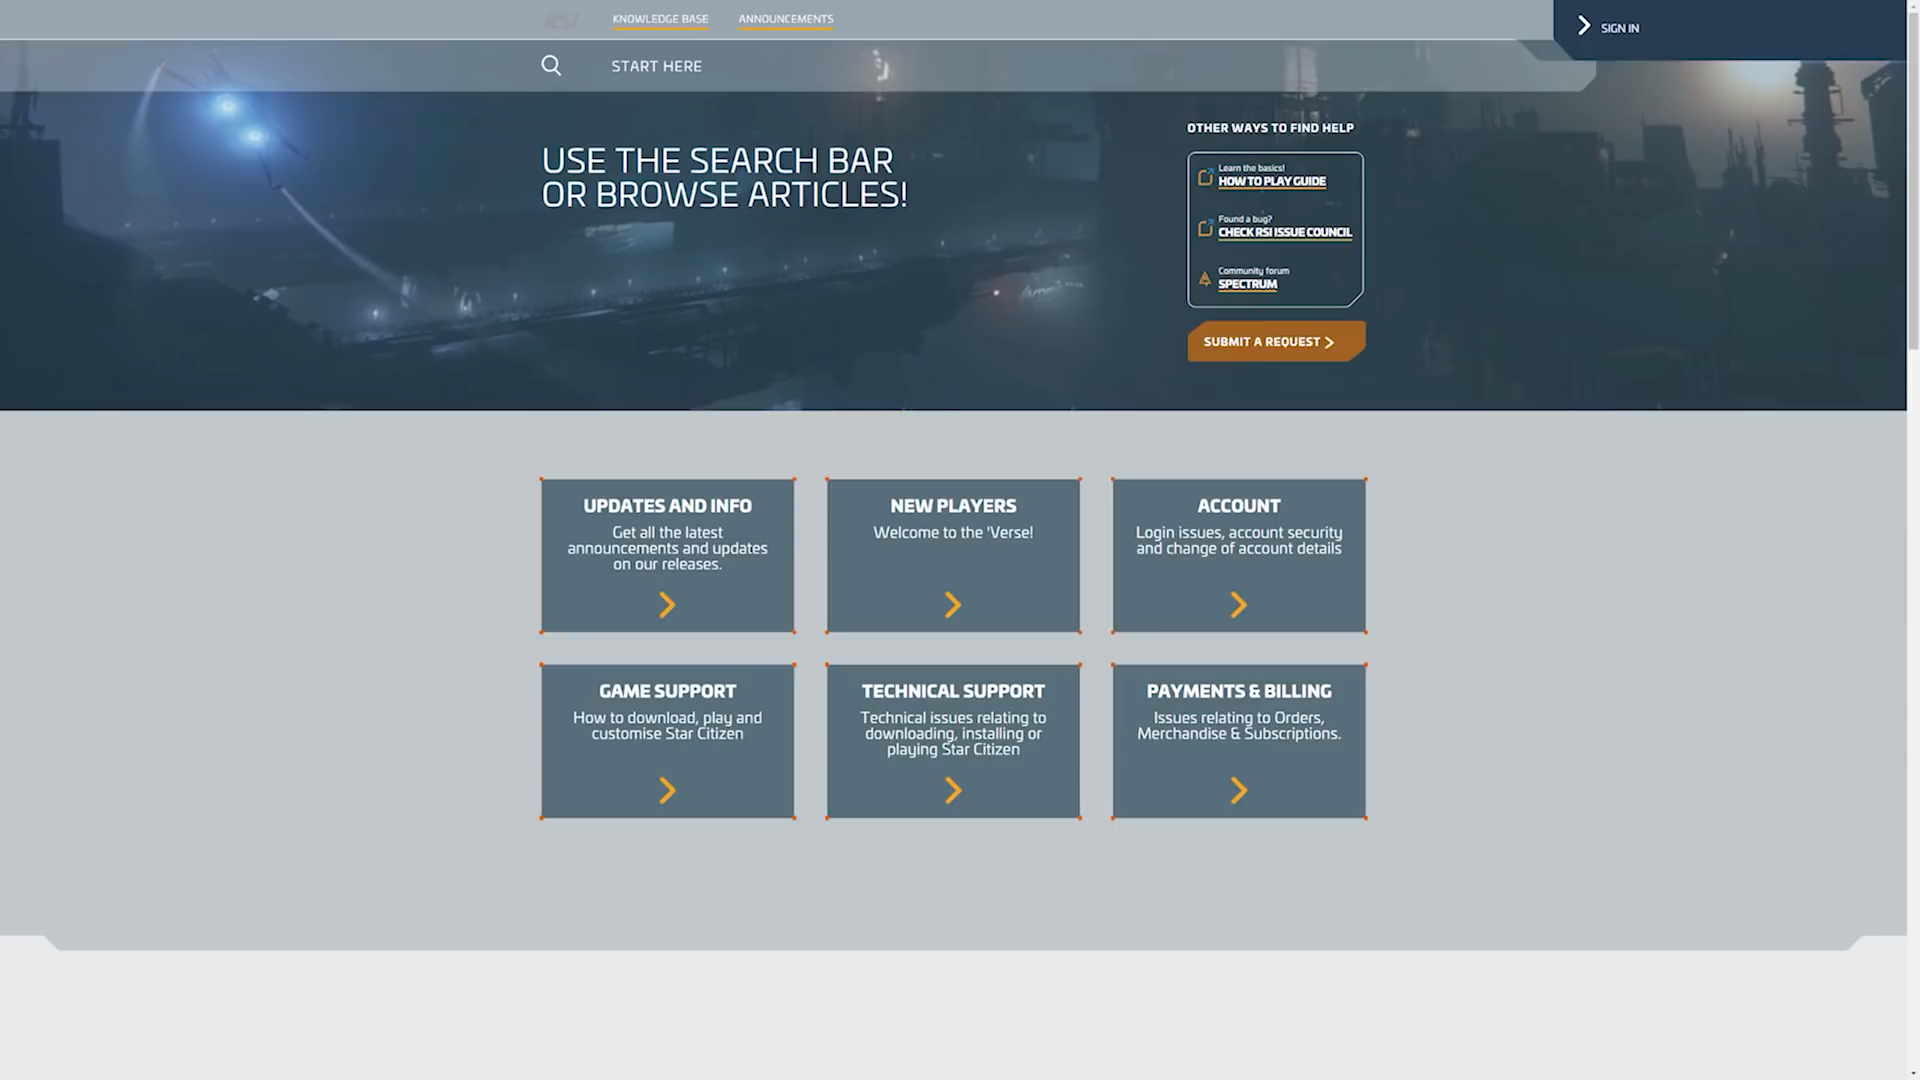 KNOWLEDGE BASE
ANNOUNCEMENTS
SIGN IN
START HERE
USE THE SEARCH BAR
OR BROWSE ARTICLES!
OTHER WAYS TO FIND HELP
Learn the basics!
HOW TO PLAY GUIDE
Found a bug?
CHECK RSI ISSUE COUNCIL
Community forum
SPECTRUM
SUBMIT A REQUEST
UPDATES AND INFO
Get all the latest
announcements and updates
on our releases.
NEW PLAYERS
Welcome to the 'Verse!
ACCOUNT
Login issues, account security
and change of account details
GAME SUPPORT
How to download, play and
customise Star Citizen
TECHNICAL SUPPORT
Technical issues relating to
downloading, installing or
playing Star Citizen
PAYMENTS & BILLING
Issues relating to Orders,
Merchandise & Subscriptions.